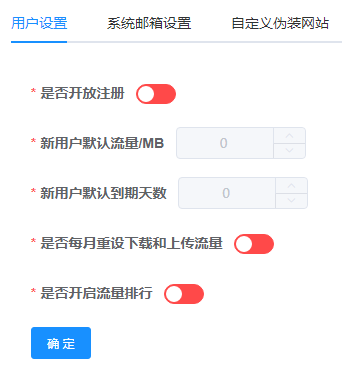 用户设置 系统邮箱设置 自定义伪装网站
* 是否开放注册
* 新用户默认流量/MB 0
* 新用户默认到期天数 0
* 是否每月重设下载和上传流量
* 是否开启流量排行
确 定